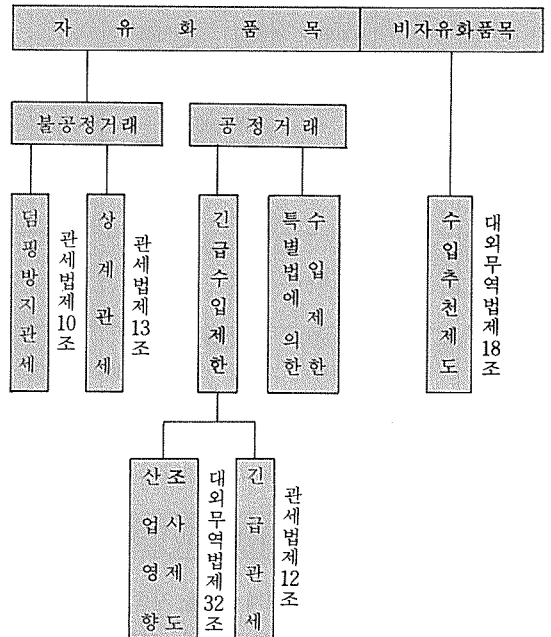 자유화품목
비자유화품목
불공정거래
공정거래
덤핑방지관세
관세법제10조
상계관세
관세법제13조
긴급수입제한
특별법에 의한
수입제한
수입추천제도
대외무역법제18조
산업영향
조사제도
대외무역법제32조
긴급관세
관세법제12조